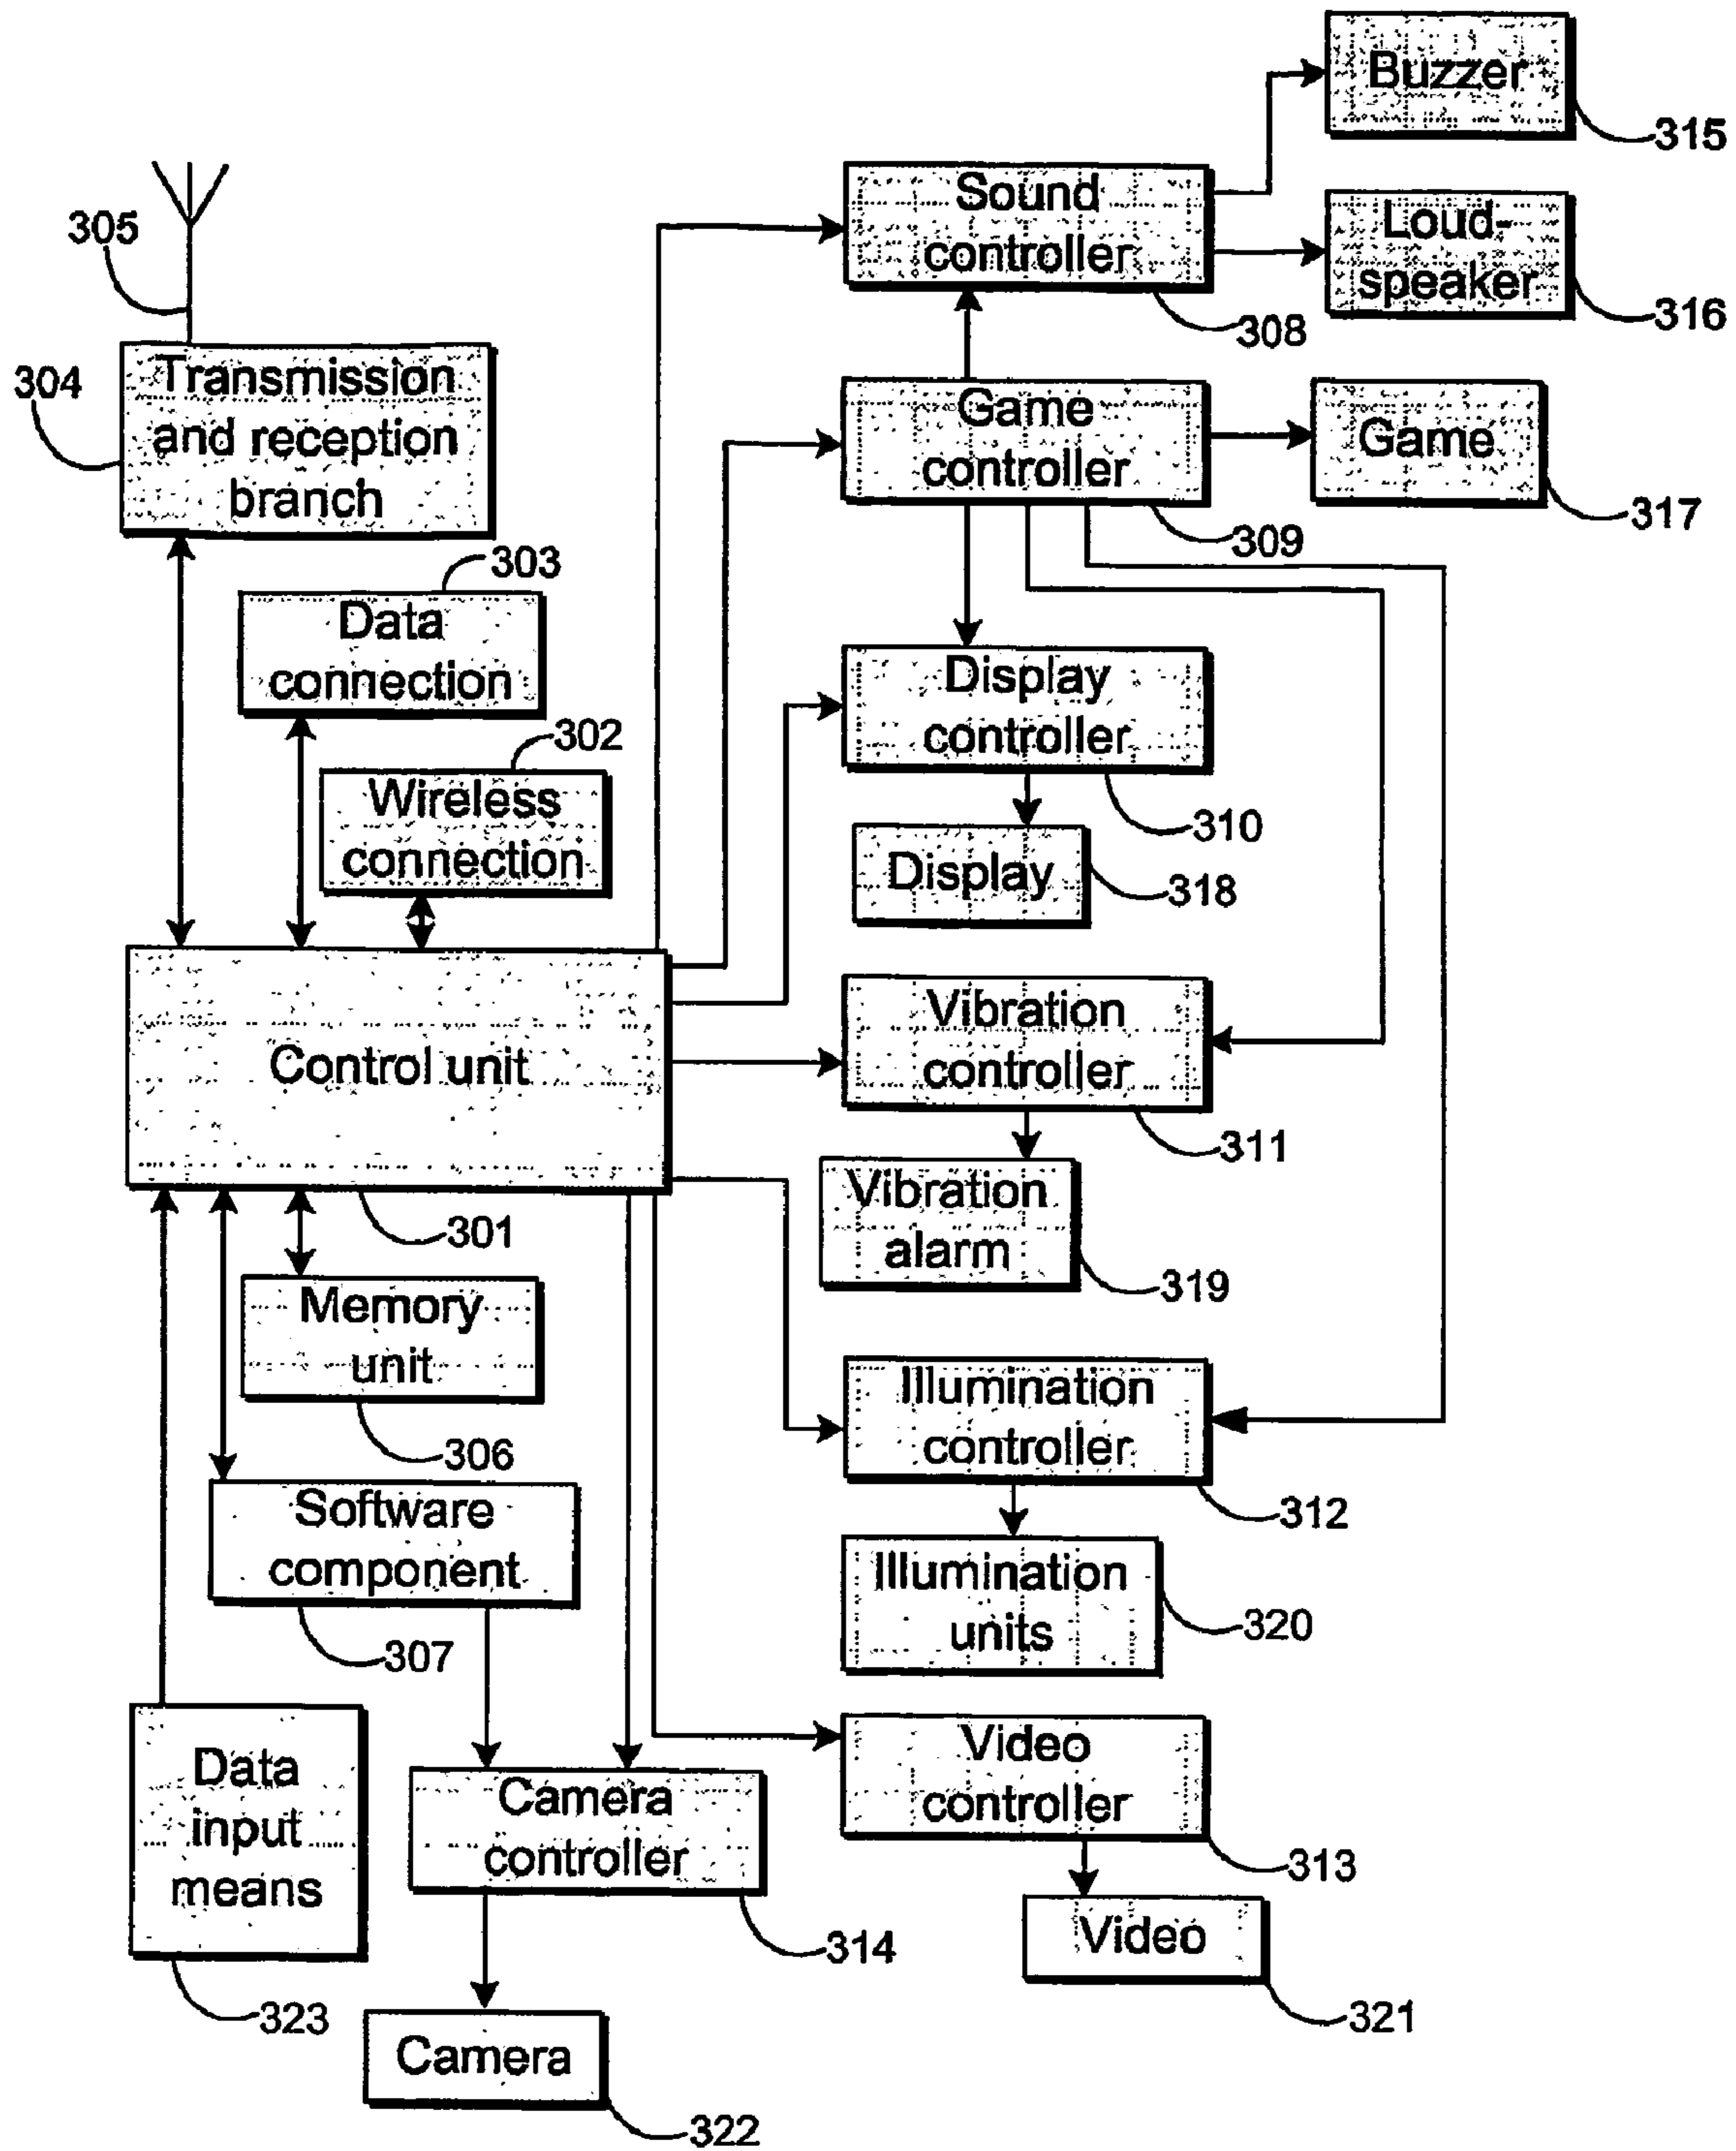 Buzzer
315
Sound
controller
308
Loud-
speaker
316
305
304
Transmission
and reception
branch
Game
controller
309
Game
317
303
Data
connection
302
Wireless
connection
Display
controller
310
Display
318
Control unit
301
Vibration
controller
311
Vibration
alarm
319
Memory
unit
306
Illumination
controller
312
Software
component
307
Illumination
units
320
Data
input
means
323
Camera
controller
314
Video
controller
313
Video
321
Camera
322